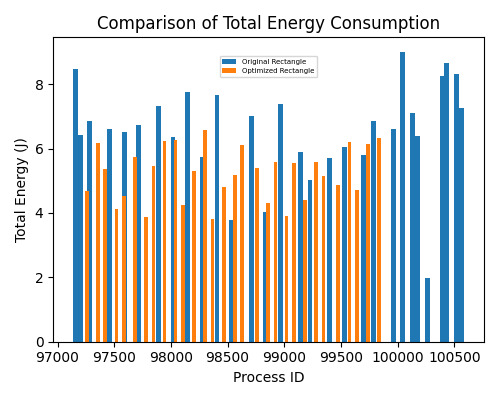 Comparison of Total Energy Consumption
Original Rectangle
Optimized Rectangle
Total Energy (J)
8
6
4
2
0
97000 97500 98000 98500 99000 99500 100000 100500
Process ID